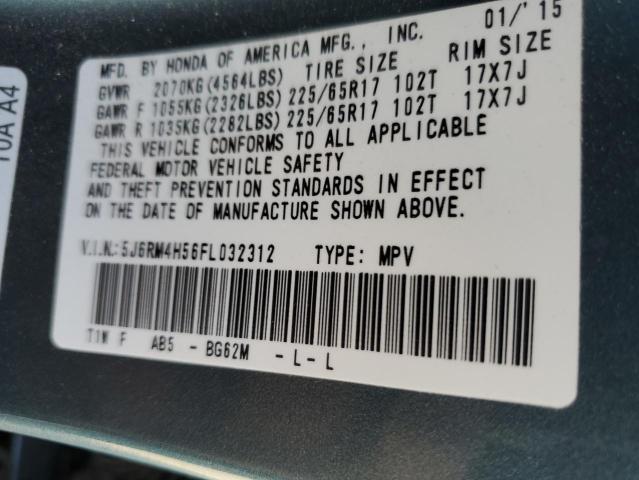 10A A4
MFD. BY HONDA OF AMERICA MFG., INC. 01/'15
GVWR 2070KG(4564LBS) TIRE SIZE RIM SIZE
GAWR F 1055KG(2326LBS) 225/65R17 102T 17X7J
GAWR R 1035KG(2282LBS) 225/65R17 102T 17X7J
THIS VEHICLE CONFORMS TO ALL APPLICABLE
FEDERAL MOTOR VEHICLE SAFETY
AND THEFT PREVENTION STANDARDS IN EFFECT
ON THE DATE OF MANUFACTURE SHOWN ABOVE.
V.I.N.: 5J6RM4H56FL032312 TYPE: MPV
T1W F AB5 - BG62M - L - L